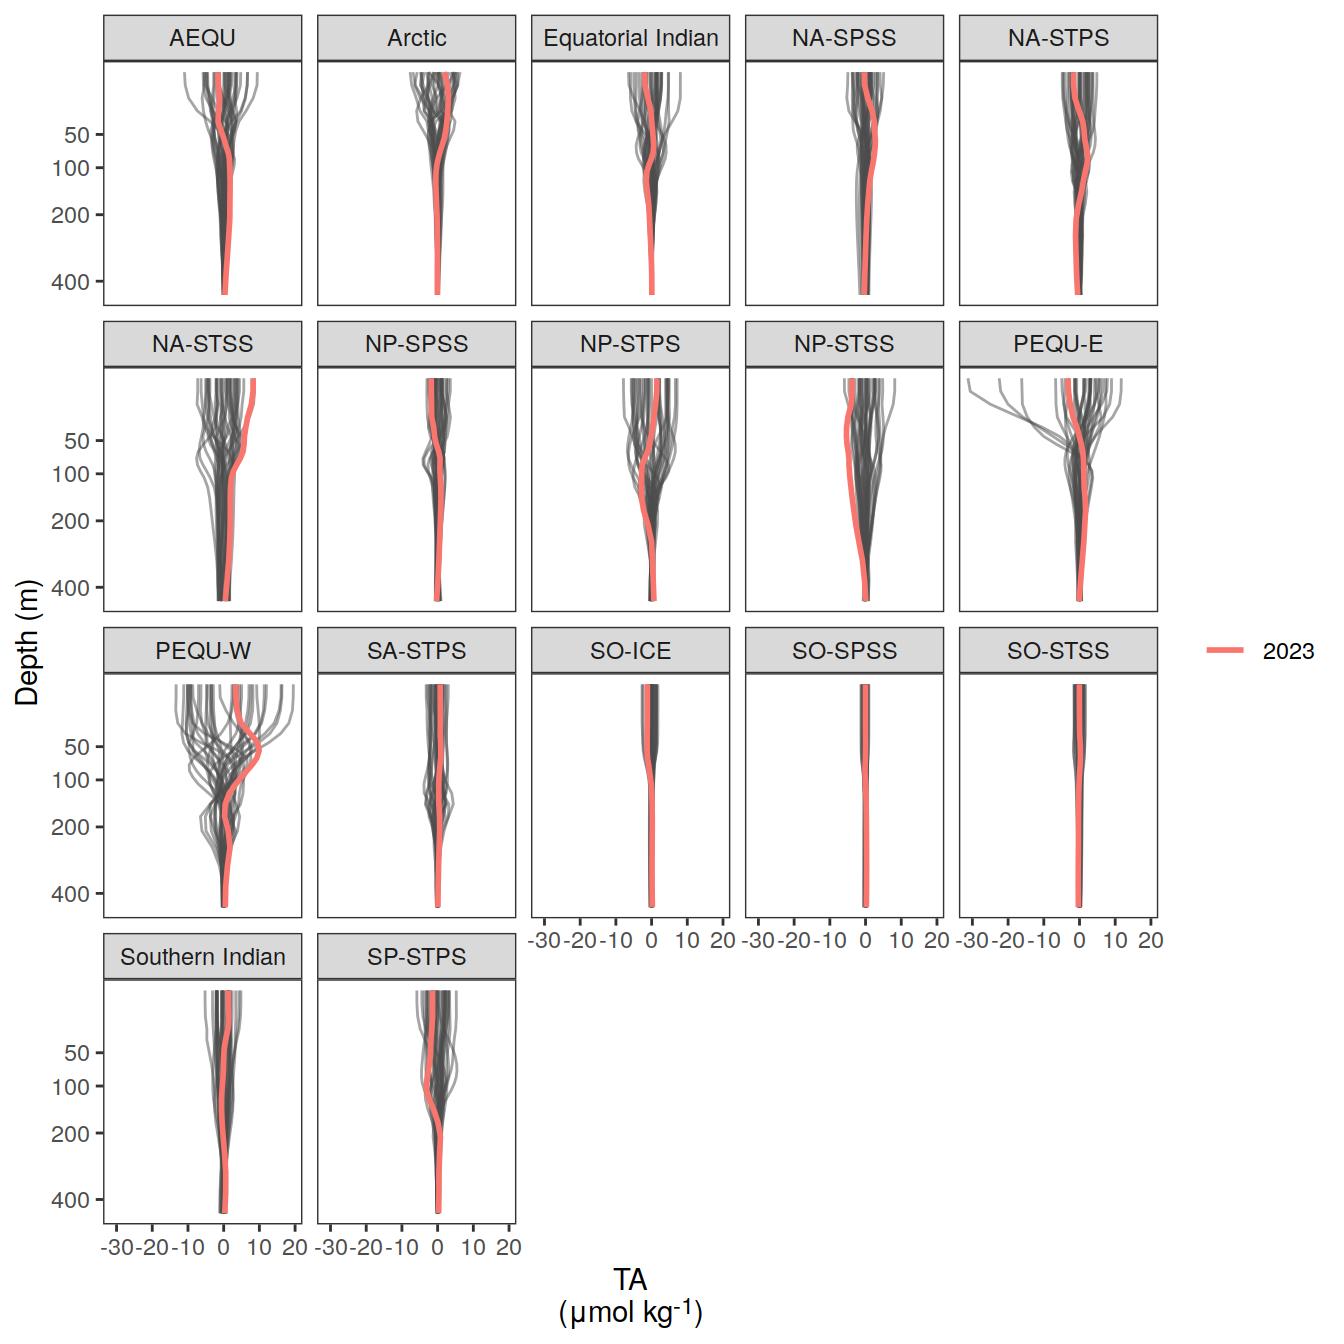 AEQU Arctic Equatorial Indian NA-SPSS NA-STPS
50
100
200
400
NA-STSS NP-SPSS NP-STPS NP-STSS PEQU-E
50
100
200
400
PEQU-W SA-STPS SO-ICE SO-SPSS SO-STSS
50
100
200
400
-30 -20 -10 0 10 20 -30 -20 -10 0 10 20 -30 -20 -10 0 10 20
Southern Indian SP-STPS
50
100
200
400
-30 -20 -10 0 10 20 -30 -20 -10 0 10 20
Depth (m)
TA
(µmol kg⁻¹)
2023